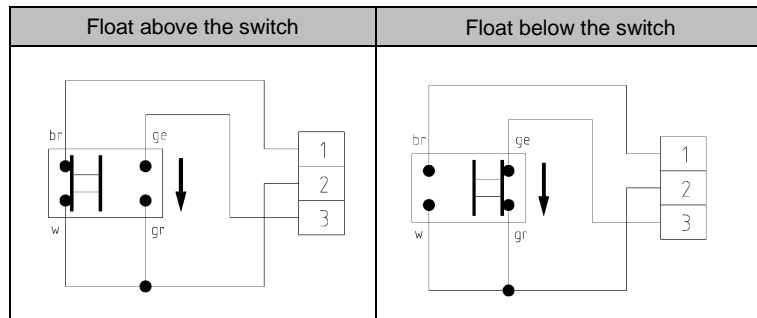 Float above the switch
Float below the switch
br
ge
1
2
3
w
gr
br
ge
1
2
3
w
gr